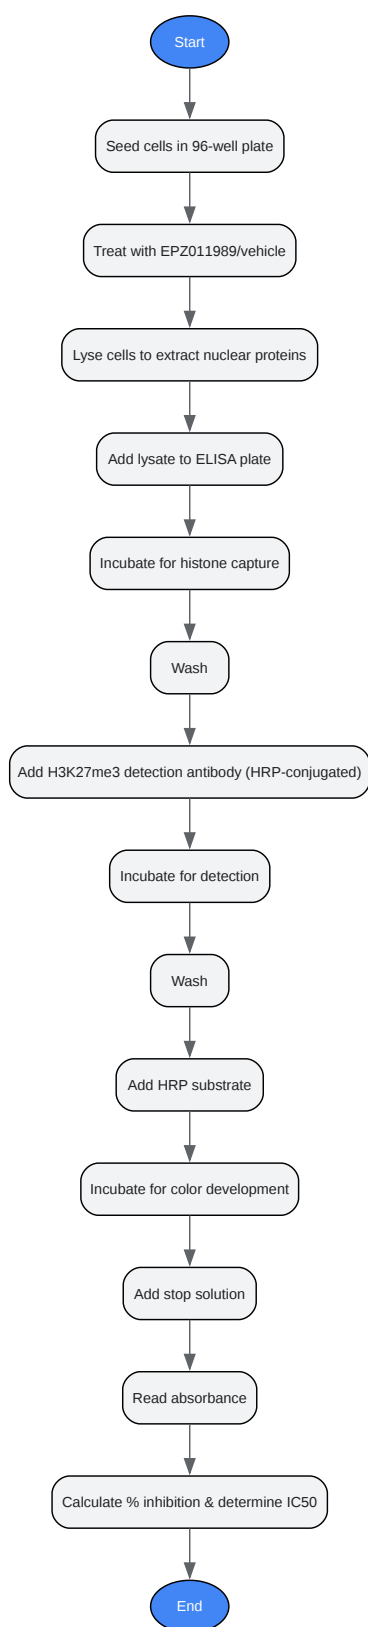 Start
Seed cells in 96-well plate
Treat with EPZ011989/vehicle
Lyse cells to extract nuclear proteins
Add lysate to ELISA plate
Incubate for histone capture
Wash
Add H3K27me3 detection antibody (HRP-conjugated)
Incubate for detection
Wash
Add HRP substrate
Incubate for color development
Add stop solution
Read absorbance
Calculate % inhibition & determine IC50
End